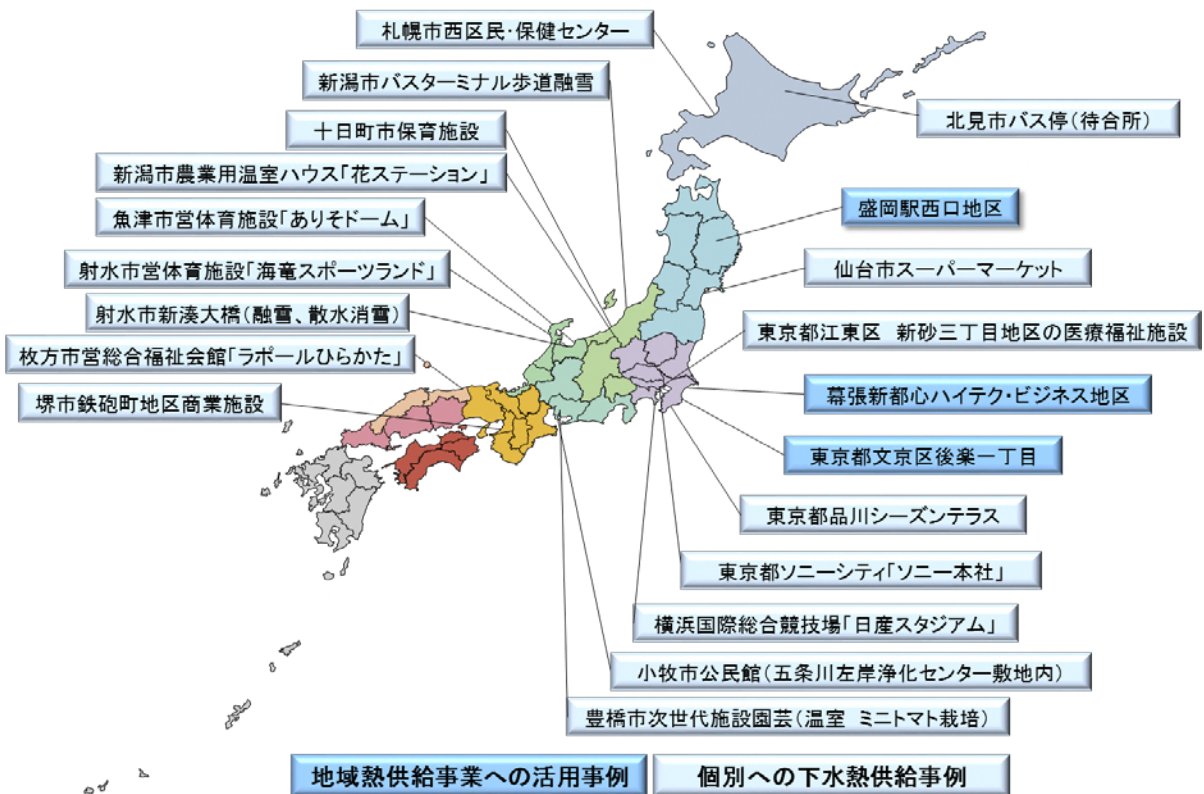 札幌市西区民・保健センター
新潟市バスターミナル歩道融雪
十日町市保育施設
新潟市農業用温室ハウス「花ステーション」
魚津市営体育施設「ありそドーム」
射水市営体育施設「海竜スポーツランド」
射水市新湊大橋（融雪、散水消雪）
枚方市営総合福祉会館「ラポールひらかた」
堺市鉄砲町地区商業施設
北見市バス停（待合所）
盛岡駅西口地区
仙台市スーパーマーケット
東京都江東区 新砂三丁目地区の医療福祉施設
幕張新都心ハイテク・ビジネス地区
東京都文京区後楽一丁目
東京都品川シーズンテラス
東京都ソニーシティ「ソニー本社」
横浜国際総合競技場「日産スタジアム」
小牧市公民館（五条川左岸浄化センター敷地内）
豊橋市次世代施設園芸（温室 ミニトマト栽培）
地域熱供給事業への活用事例
個別への下水熱供給事例